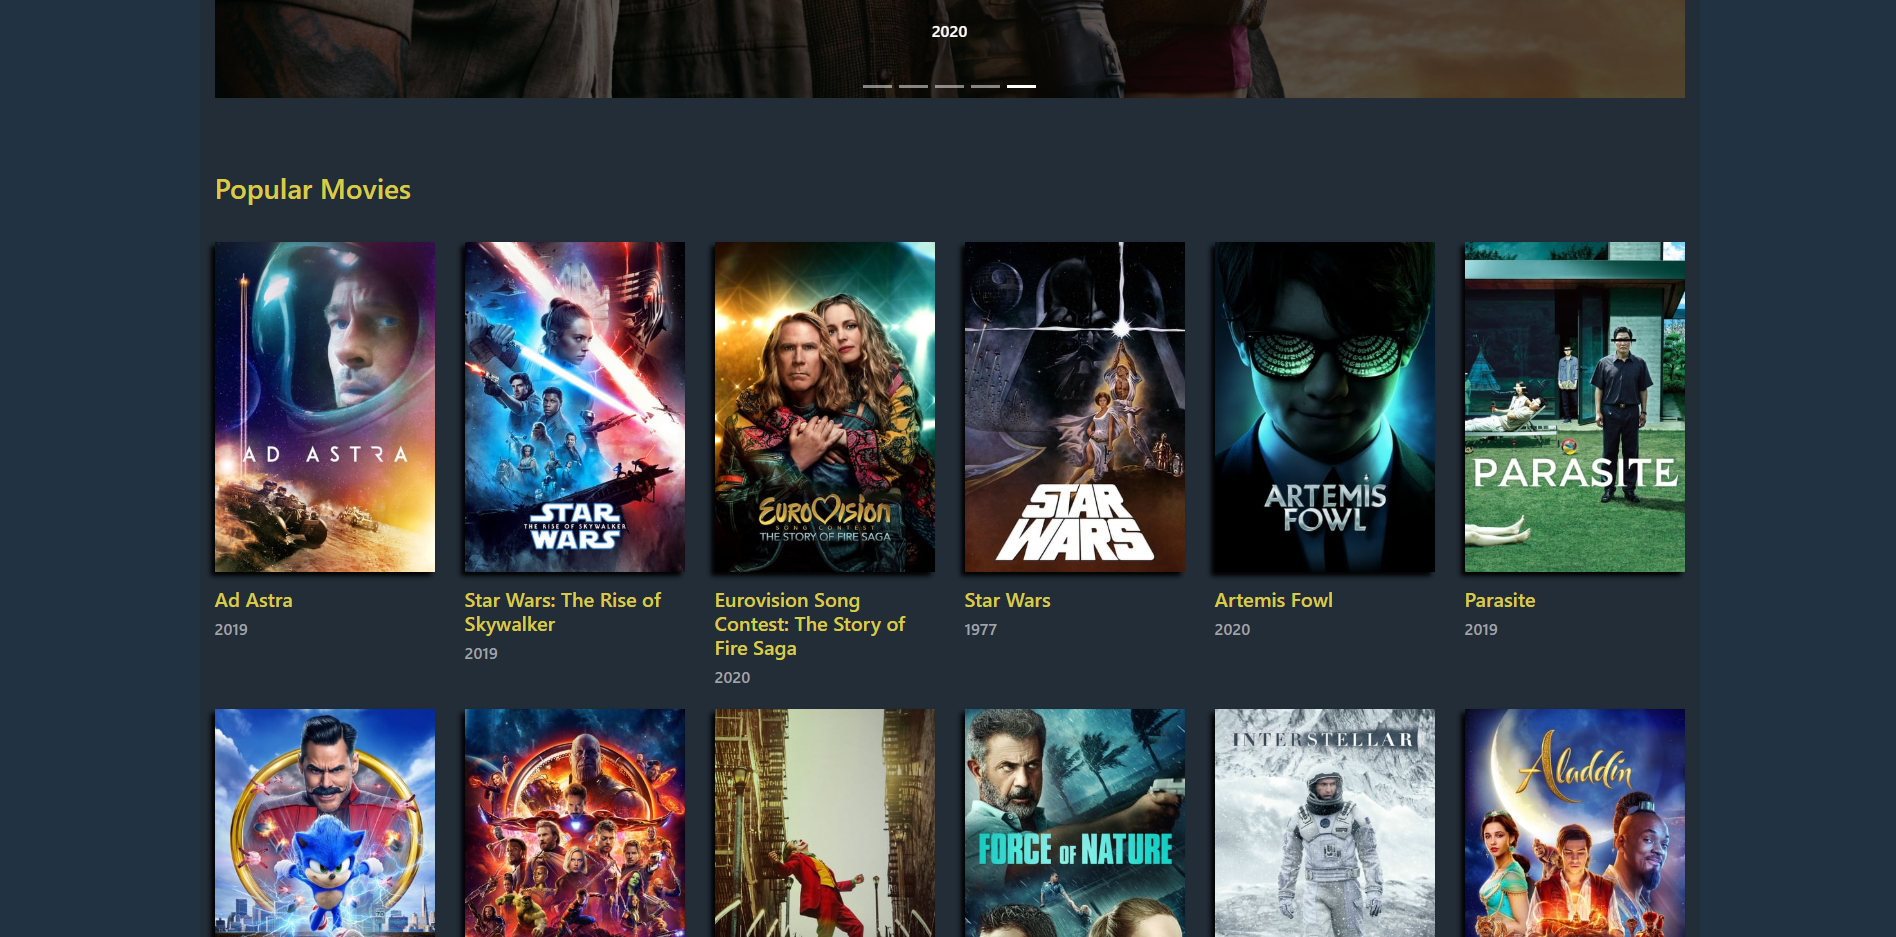 2020
Popular Movies
AD ASTRA
STAR
THE RISE OF SKYWALKER
WARS
EUROVISION
SONG CONTEST
THE STORY OF FIRE SAGA
STAR
WARS
ARTEMIS
FOWL
PARASITE
Ad Astra
2019
Star Wars: The Rise of
Skywalker
2019
Eurovision Song
Contest: The Story of
Fire Saga
2020
Star Wars
1977
Artemis Fowl
2020
Parasite
2019
FORCE OF NATURE
INTERSTELLAR
Aladdin